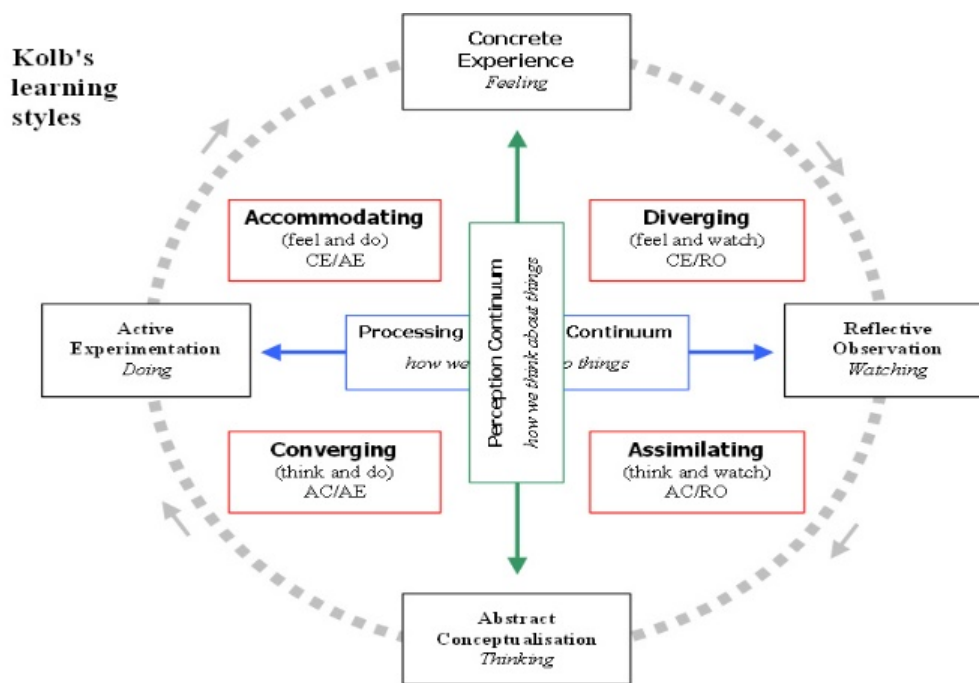 Kolb's
learning
styles
Concrete
Experience
Feeling
Accommodating
(feel and do)
CE/AE
Diverging
(feel and watch)
CE/RO
Active
Experimentation
Doing
Processing Continuum
how we things
Perception Continuum
how we think about things
Reflective
Observation
Watching
Converging
(think and do)
AC/AE
Assimilating
(think and watch)
AC/RO
Abstract
Conceptualisation
Thinking